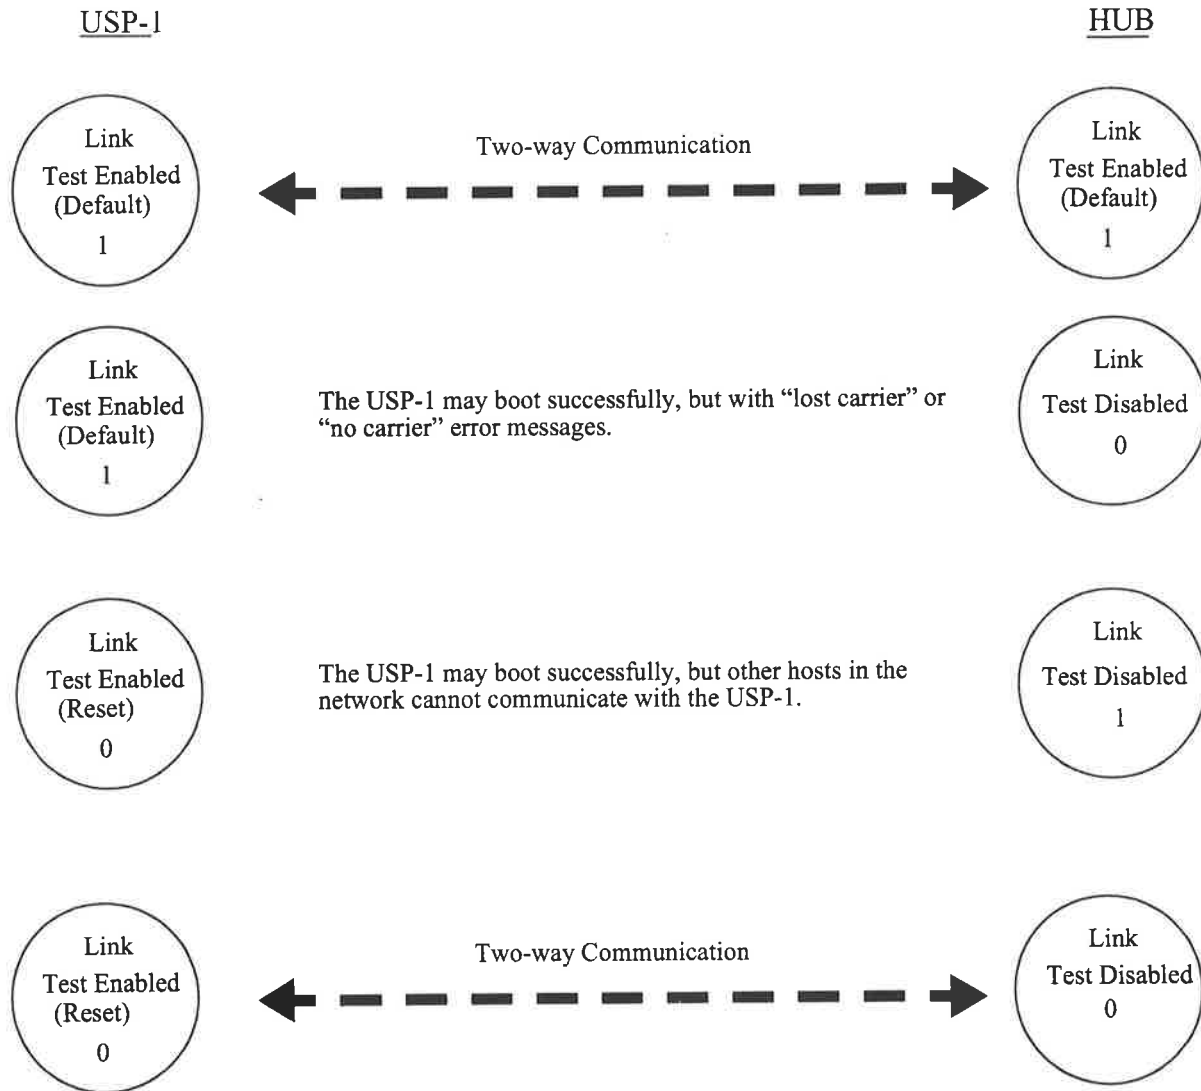 USP-1
HUB
Link
Test Enabled
(Default)
1
Two-way Communication
Link
Test Enabled
(Default)
1
Link
Test Enabled
(Default)
1
The USP-1 may boot successfully, but with “lost carrier” or
“no carrier” error messages.
Link
Test Disabled
0
Link
Test Enabled
(Reset)
0
The USP-1 may boot successfully, but other hosts in the
network cannot communicate with the USP-1.
Link
Test Disabled
1
Link
Test Enabled
(Reset)
0
Two-way Communication
Link
Test Disabled
0